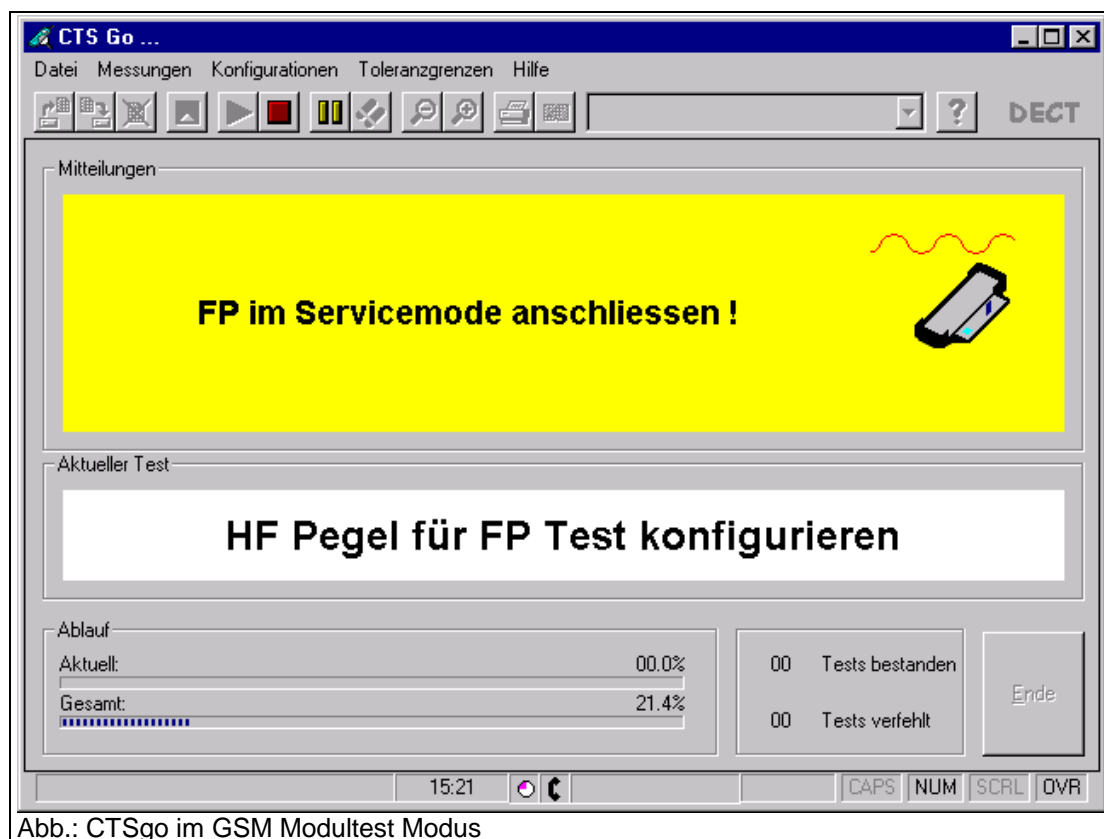 CTS Go ...
Datei Messungen Konfigurationen Toleranzgrenzen Hilfe
? DECT
Mitteilungen
FP im Servicemode anschliessen !
Aktueller Test
HF Pegel für FP Test konfigurieren
Ablauf
Aktuell: 00.0%
Gesamt: 21.4%
00 Tests bestanden
00 Tests verfehlt
Ende
15:21 CAPS NUM SCRL OVR
Abb.: CTSgo im GSM Modultest Modus